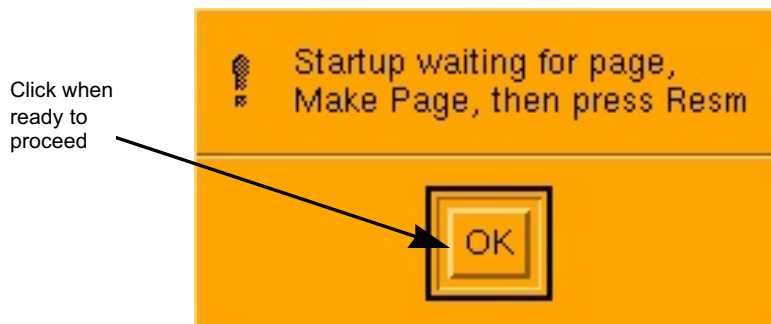 Click when
ready to
proceed
Startup waiting for page,
Make Page, then press Resm
OK